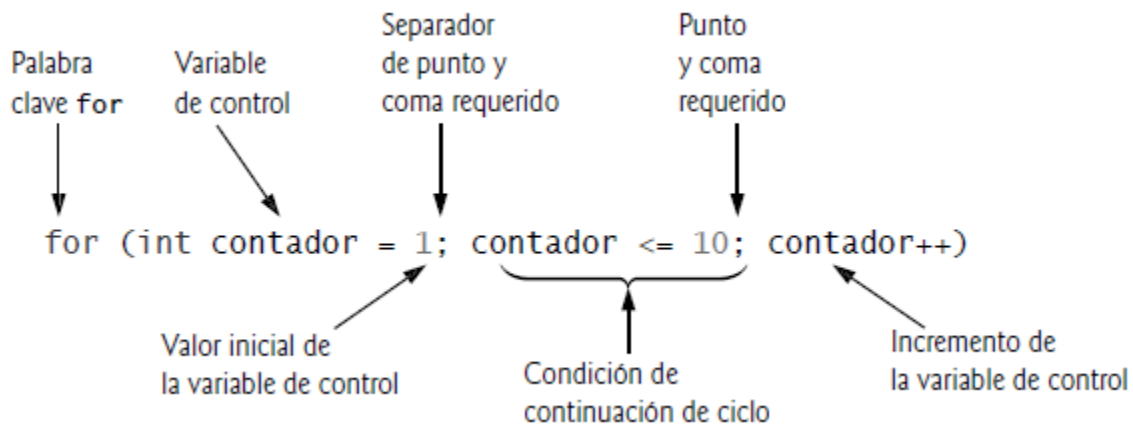 Palabra
clave for
Variable
de control
Separador
de punto y
coma requerido
Punto
y coma
requerido
for (int contador = 1; contador <= 10; contador++)
Valor inicial de
la variable de control
Condición de
continuación de ciclo
Incremento de
la variable de control